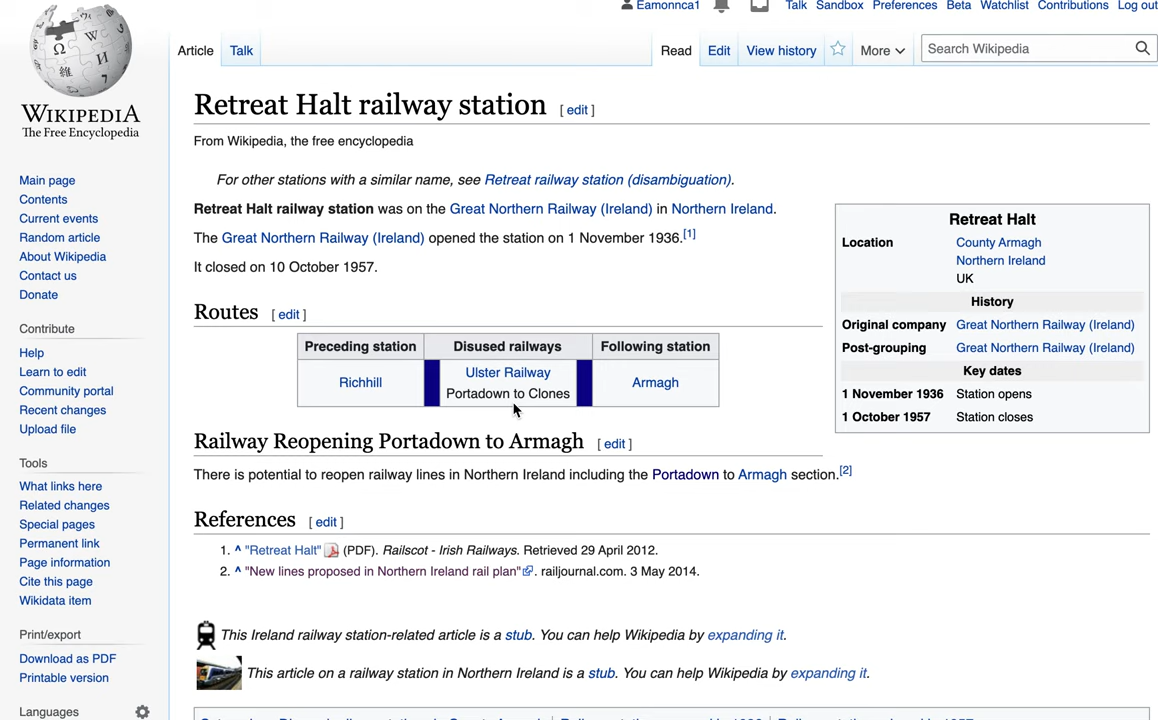 Eamonnca1 Talk Sandbox Preferences Beta Watchlist Contributions Log out
Article Talk Read Edit View history More Search Wikipedia
WIKIPEDIA
The Free Encyclopedia
Main page
Contents
Current events
Random article
About Wikipedia
Contact us
Donate
Contribute
Help
Learn to edit
Community portal
Recent changes
Upload file
Tools
What links here
Related changes
Special pages
Permanent link
Page information
Cite this page
Wikidata item
Print/export
Download as PDF
Printable version
Languages
Retreat Halt railway station [ edit ]
From Wikipedia, the free encyclopedia
For other stations with a similar name, see Retreat railway station (disambiguation).
Retreat Halt railway station was on the Great Northern Railway (Ireland) in Northern Ireland.
The Great Northern Railway (Ireland) opened the station on 1 November 1936.[1]
It closed on 10 October 1957.
Routes [ edit ]
Preceding station Disused railways Following station
Richhill Ulster Railway Armagh
Portadown to Clones
Railway Reopening Portadown to Armagh [ edit ]
There is potential to reopen railway lines in Northern Ireland including the Portadown to Armagh section.[2]
References [ edit ]
1. ^ "Retreat Halt" (PDF). Railscot - Irish Railways. Retrieved 29 April 2012.
2. ^ "New lines proposed in Northern Ireland rail plan". railjournal.com. 3 May 2014.
This Ireland railway station-related article is a stub. You can help Wikipedia by expanding it.
This article on a railway station in Northern Ireland is a stub. You can help Wikipedia by expanding it.
Retreat Halt
Location County Armagh
Northern Ireland
UK
History
Original company Great Northern Railway (Ireland)
Post-grouping Great Northern Railway (Ireland)
Key dates
1 November 1936 Station opens
1 October 1957 Station closes